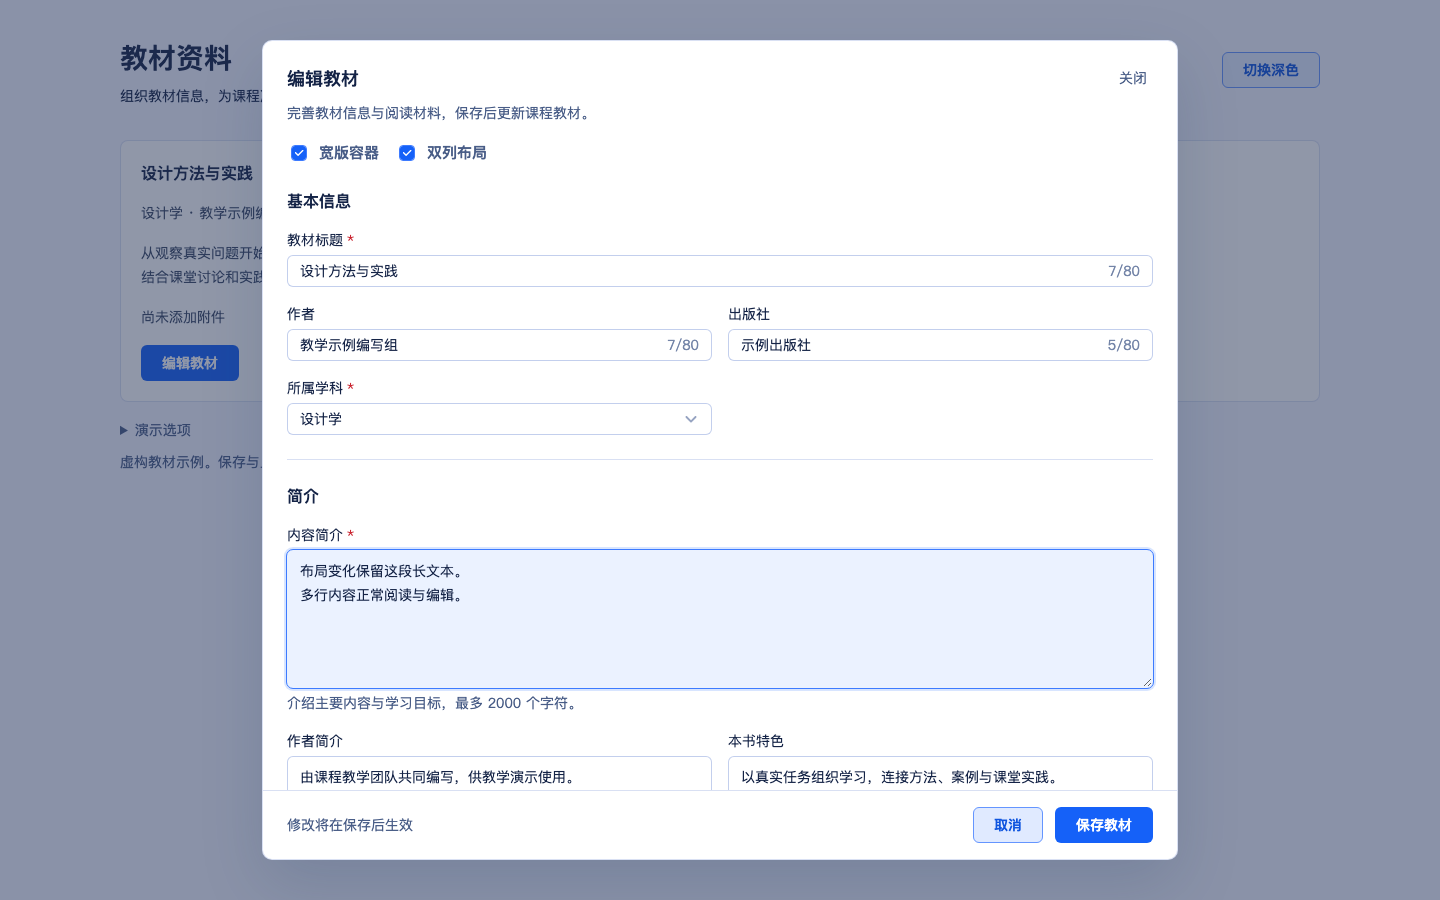 教材资料
组织教材信息，为课程
切换深色
设计方法与实践
设计学 · 教学示例编
从观察真实问题开始
结合课堂讨论和实践
尚未添加附件
编辑教材
演示选项
虚构教材示例。保存与
编辑教材
关闭
完善教材信息与阅读材料，保存后更新课程教材。
宽版容器 双列布局
基本信息
教材标题 *
设计方法与实践 7/80
作者 出版社
教学示例编写组 7/80 示例出版社 5/80
所属学科 *
设计学
简介
内容简介 *
布局变化保留这段长文本。
多行内容正常阅读与编辑。
介绍主要内容与学习目标，最多 2000 个字符。
作者简介 本书特色
由课程教学团队共同编写，供教学演示使用。 以真实任务组织学习，连接方法、案例与课堂实践。
修改将在保存后生效
取消 保存教材